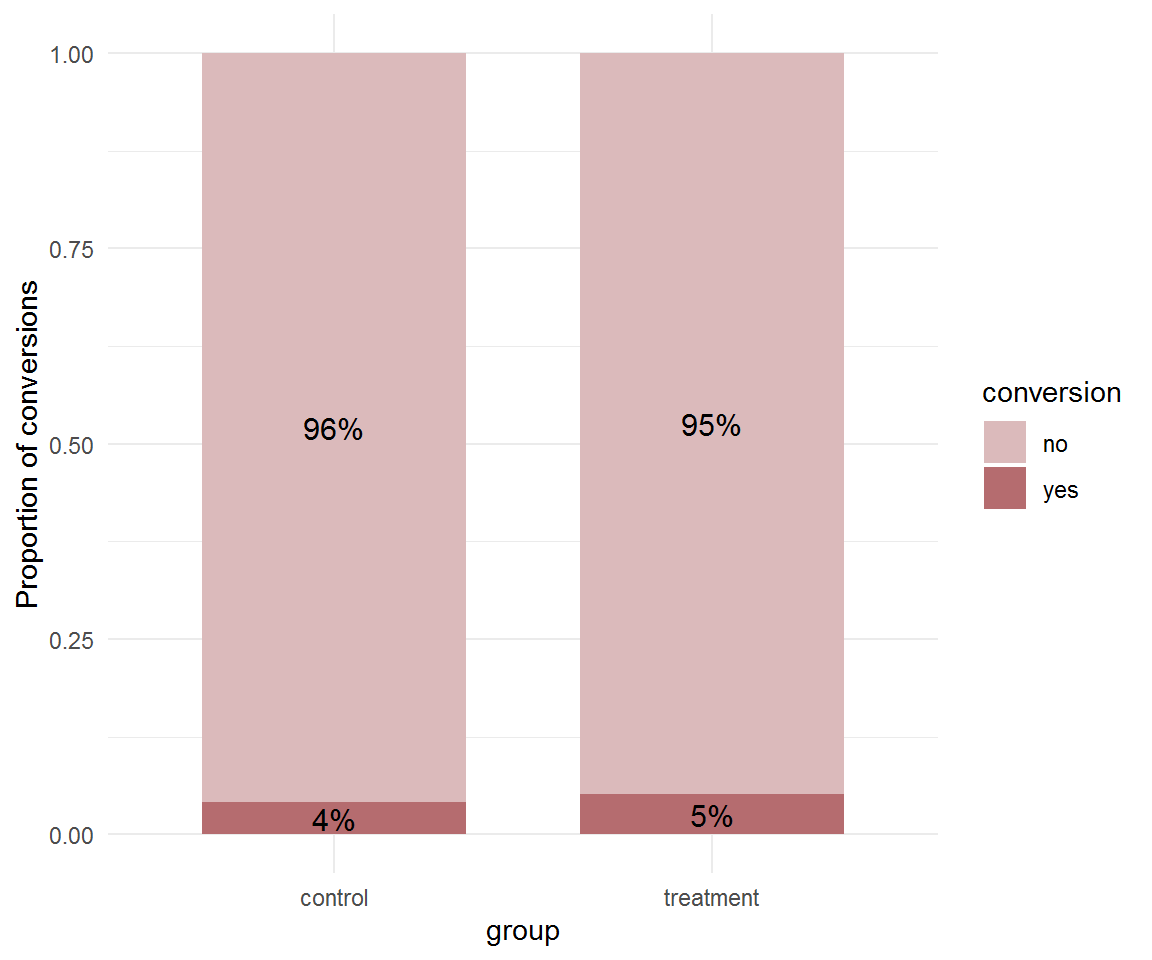 Proportion of conversions
1.00
0.75
0.50
0.25
0.00
96%
95%
4%
5%
control
treatment
group
conversion
no
yes